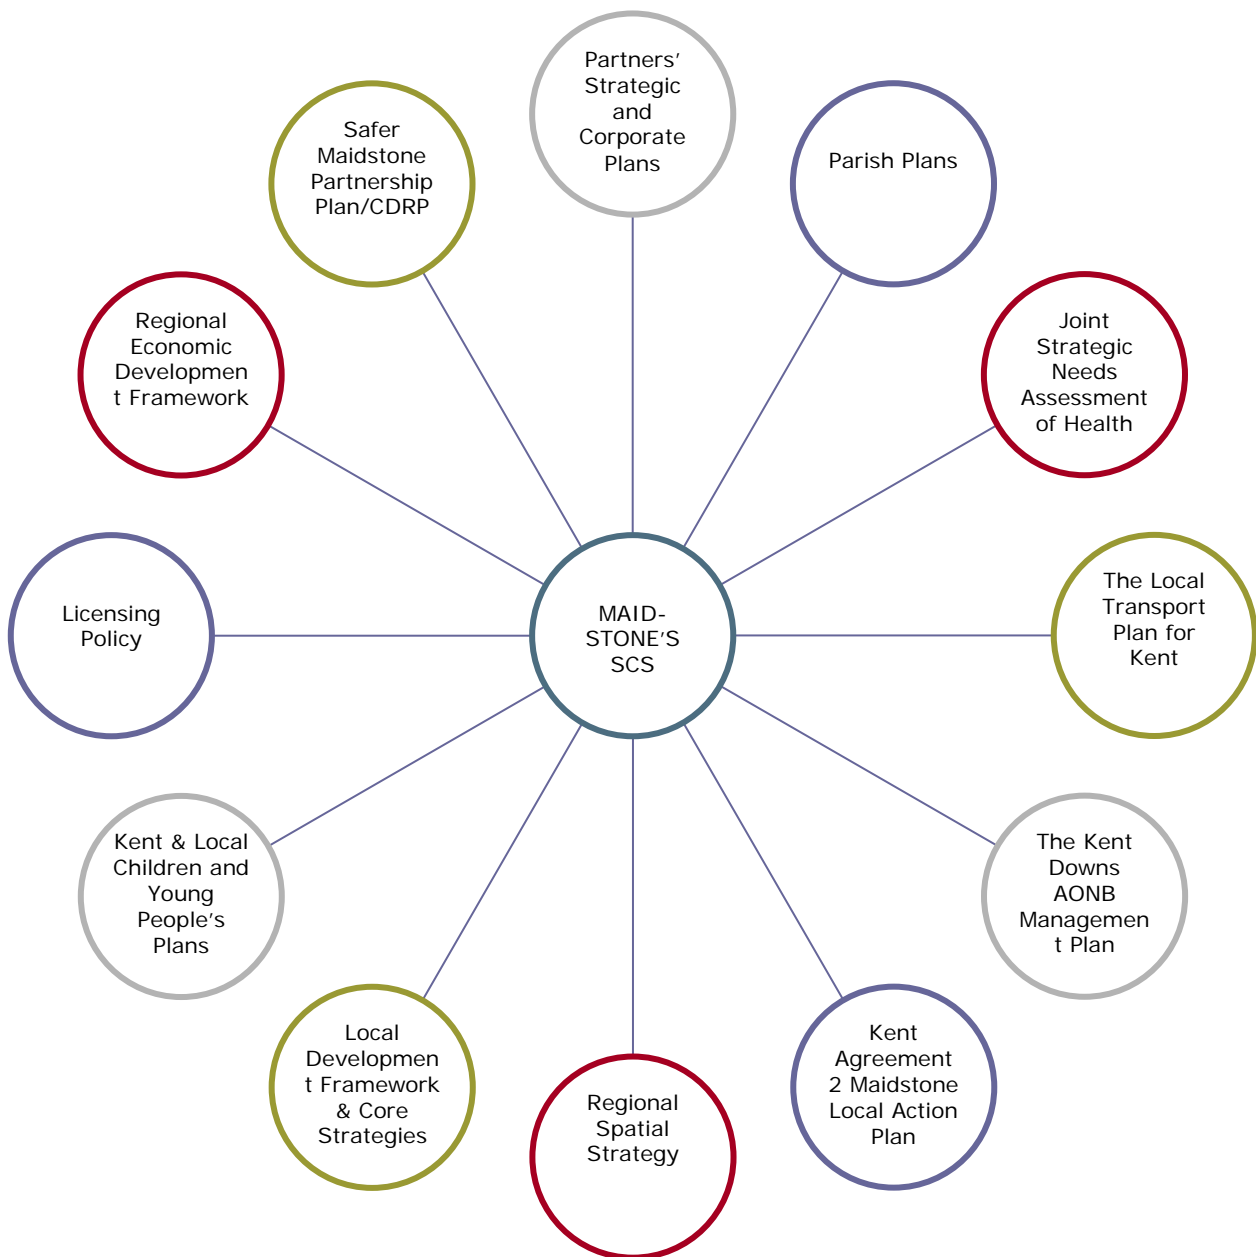 Partners’
Strategic
and
Corporate
Plans
Safer
Maidstone
Partnership
Plan/CDRP
Parish Plans
Regional
Economic
Developmen
t Framework
Joint
Strategic
Needs
Assessment
of Health
Licensing
Policy
MAID-
STONE’S
SCS
The Local
Transport
Plan for
Kent
Kent & Local
Children and
Young
People’s
Plans
The Kent
Downs
AONB
Managemen
t Plan
Local
Developmen
t Framework
& Core
Strategies
Regional
Spatial
Strategy
Kent
Agreement
2 Maidstone
Local Action
Plan